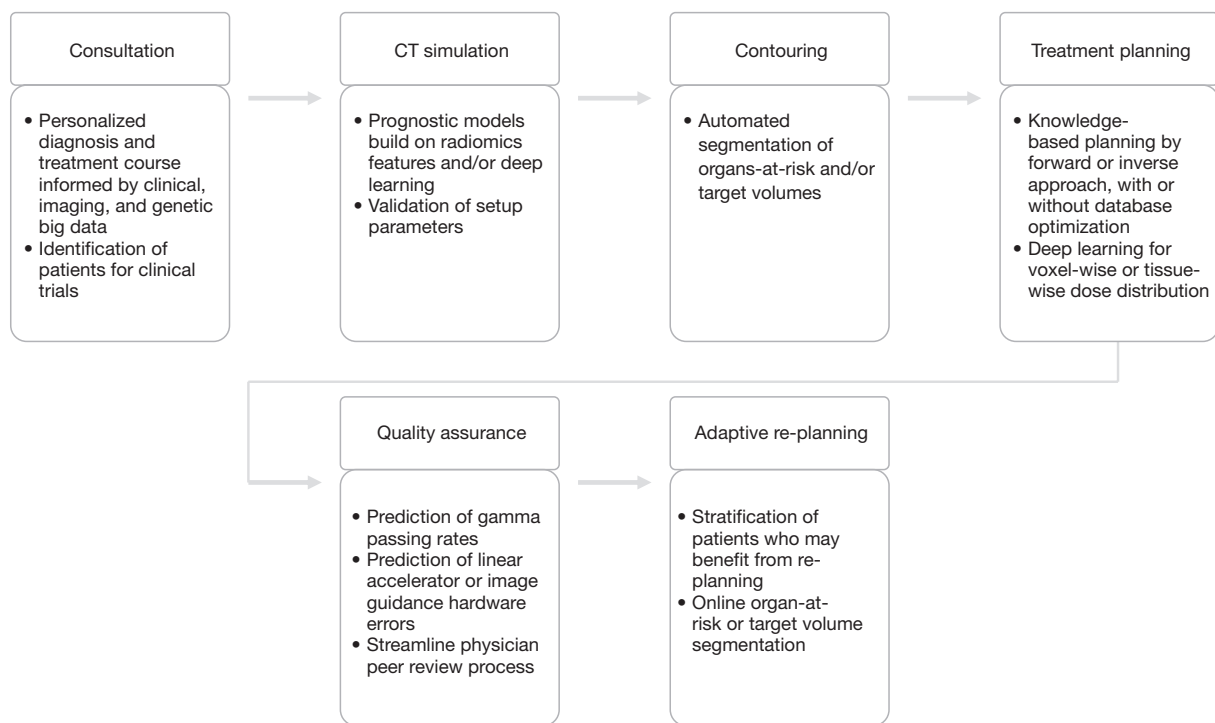 Consultation
• Personalized
diagnosis and
treatment course
informed by clinical,
imaging, and genetic
big data
• Identification of
patients for clinical
trials
CT simulation
• Prognostic models
build on radiomics
features and/or deep
learning
• Validation of setup
parameters
Contouring
• Automated
segmentation of
organs-at-risk and/or
target volumes
Treatment planning
• Knowledge-
based planning by
forward or inverse
approach, with or
without database
optimization
• Deep learning for
voxel-wise or tissue-
wise dose distribution
Quality assurance
• Prediction of gamma
passing rates
• Prediction of linear
accelerator or image
guidance hardware
errors
• Streamline physician
peer review process
Adaptive re-planning
• Stratification of
patients who may
benefit from re-
planning
• Online organ-at-
risk or target volume
segmentation